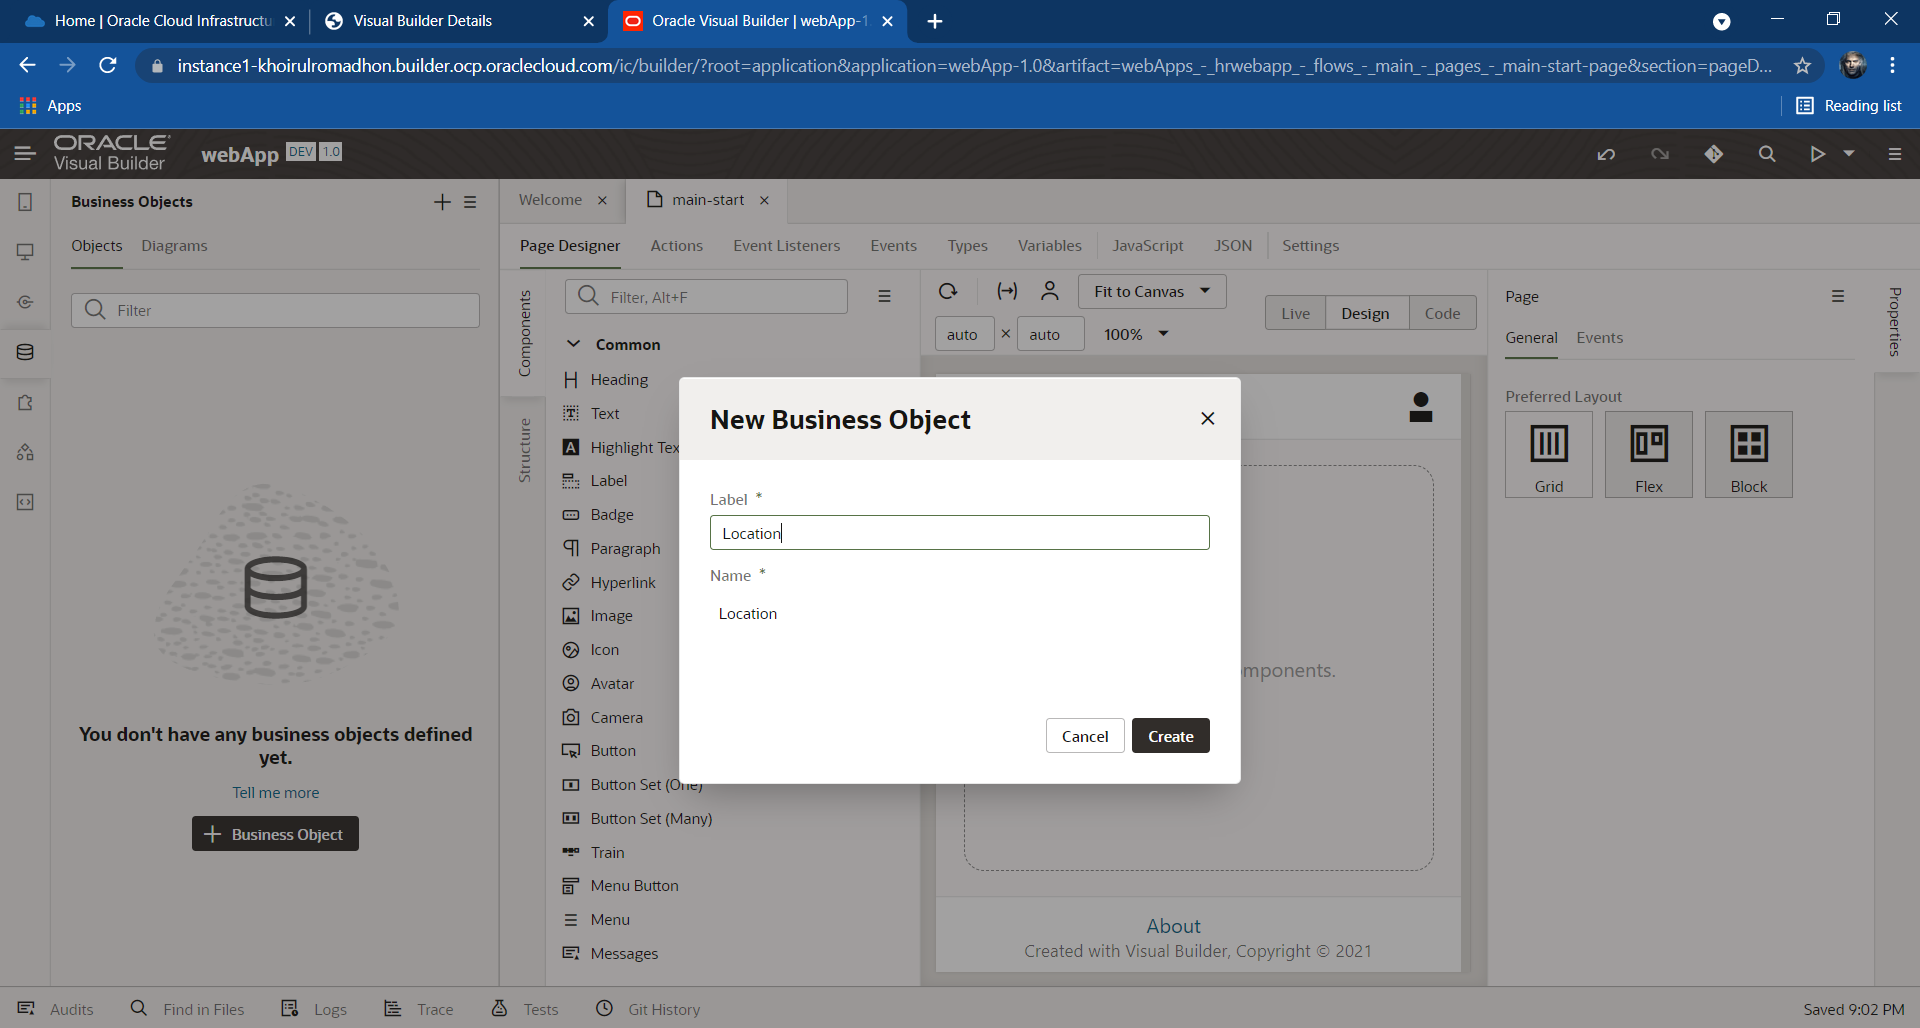 Home | Oracle Cloud Infrastructu
Visual Builder Details
Oracle Visual Builder | webApp-1
instance1-khoirulromadhon.builder.ocp.oraclecloud.com/ic/builder/?root=application&application=webApp-1.0&artifact=webApps_-_hrwebapp_-_flows_-_main_-_pages_-_main-start-page&section=pageD...
Apps
Reading list
ORACLE
Visual Builder
webApp DEV 1.0
Business Objects
Objects Diagrams
Filter
You don't have any business objects defined
yet.
Tell me more
+ Business Object
Welcome
main-start
Page Designer Actions Event Listeners Events Types Variables JavaScript JSON Settings
Components
Structure
Filter, Alt+F
Common
Heading
Text
Highlight Tex
Label
Badge
Paragraph
Hyperlink
Image
Icon
Avatar
Camera
Button
Button Set (One)
Button Set (Many)
Train
Menu Button
Menu
Messages
Fit to Canvas
auto × auto 100%
Live Design Code
New Business Object
Label *
Location
Name *
Location
Cancel Create
mponents.
About
Created with Visual Builder, Copyright © 2021
Page
General Events
Preferred Layout
Grid Flex Block
Properties
Audits Find in Files Logs Trace Tests Git History
Saved 9:02 PM